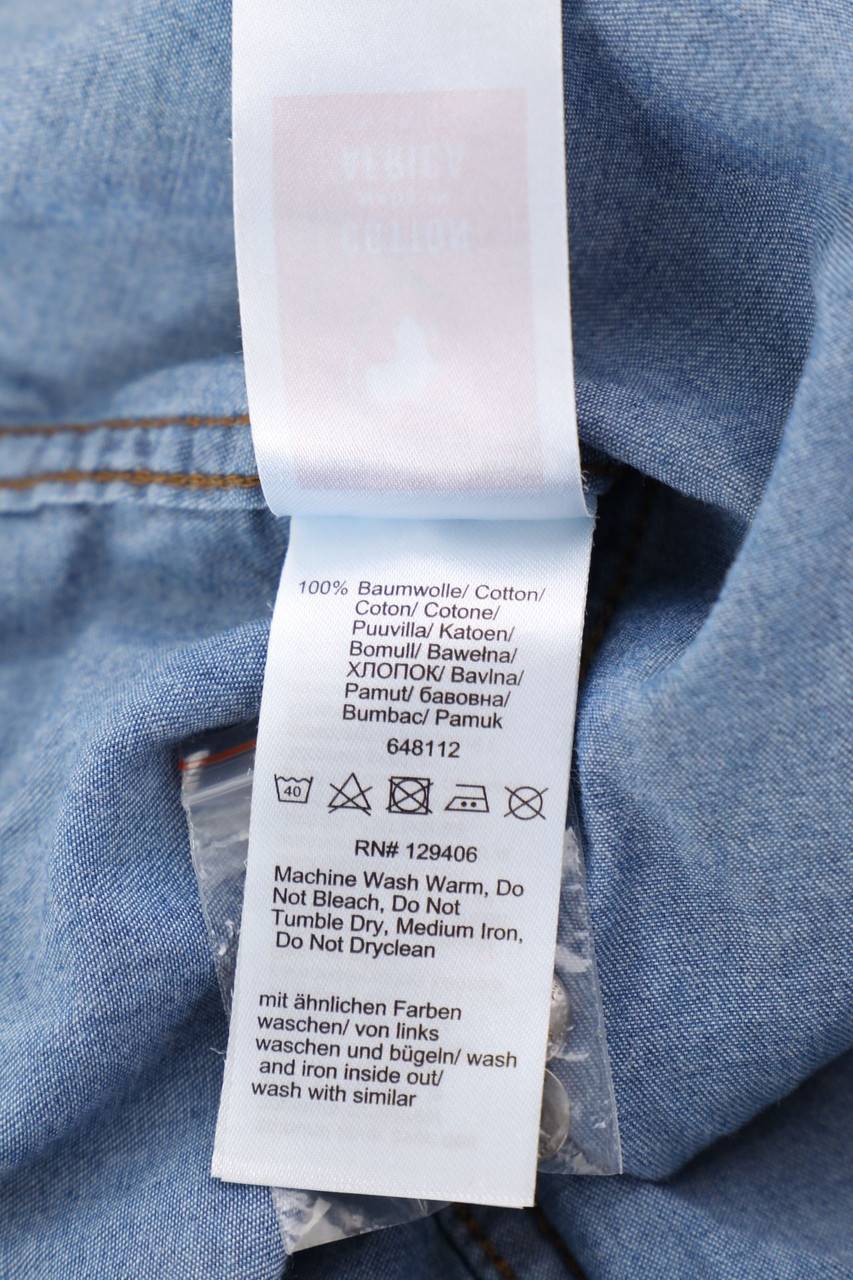 100% Baumwolle/ Cotton/
Coton/ Cotone/
Puuvilla/ Katoen/
Bomull/ Bawełna/
ХЛОПОК/ Bavlna/
Pamut/ бавовна/
Bumbac/ Pamuk
648112
40
RN# 129406
Machine Wash Warm, Do
Not Bleach, Do Not
Tumble Dry, Medium Iron,
Do Not Dryclean
mit ähnlichen Farben
waschen/ von links
waschen und bügeln/ wash
and iron inside out/
wash with similar